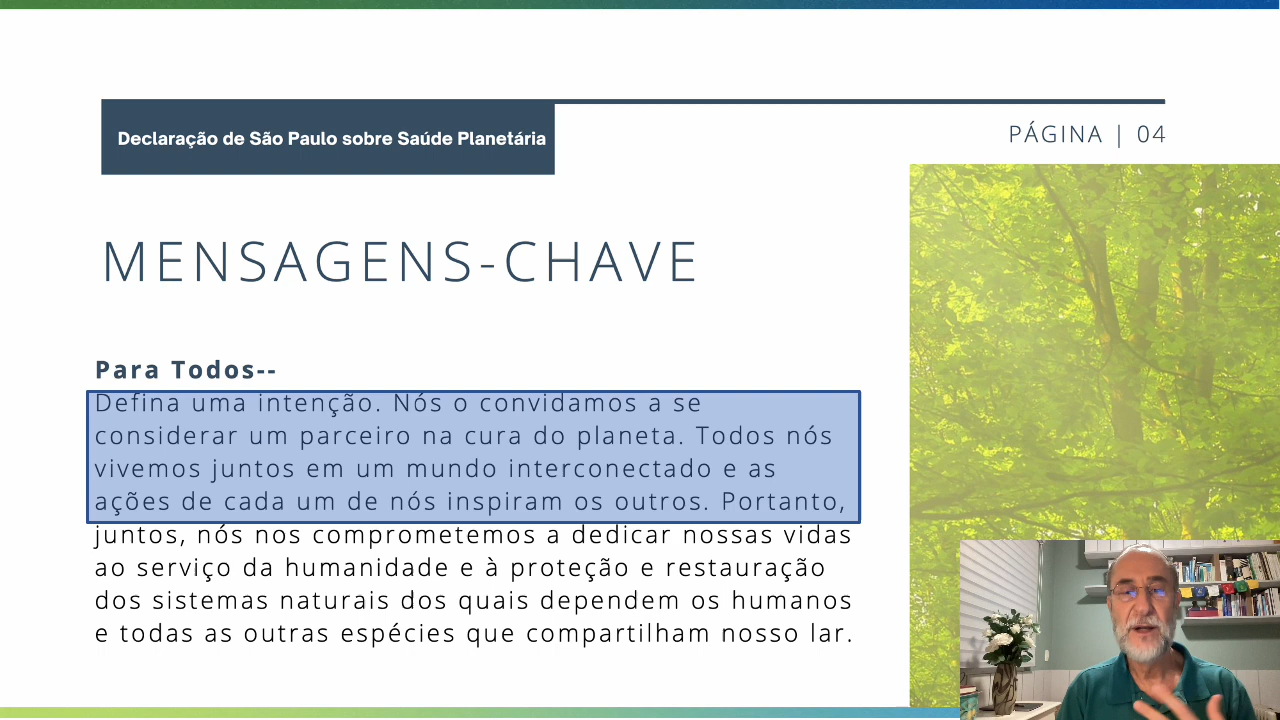 Declaração de São Paulo sobre Saúde Planetária
PÁGINA | 04
MENSAGENS-CHAVE
Para Todos--
Defina uma intenção. Nós o convidamos a se
considerar um parceiro na cura do planeta. Todos nós
vivemos juntos em um mundo interconectado e as
ações de cada um de nós inspiram os outros. Portanto,
juntos, nós nos comprometemos a dedicar nossas vidas
ao serviço da humanidade e à proteção e restauração
dos sistemas naturais dos quais dependem os humanos
e todas as outras espécies que compartilham nosso lar.